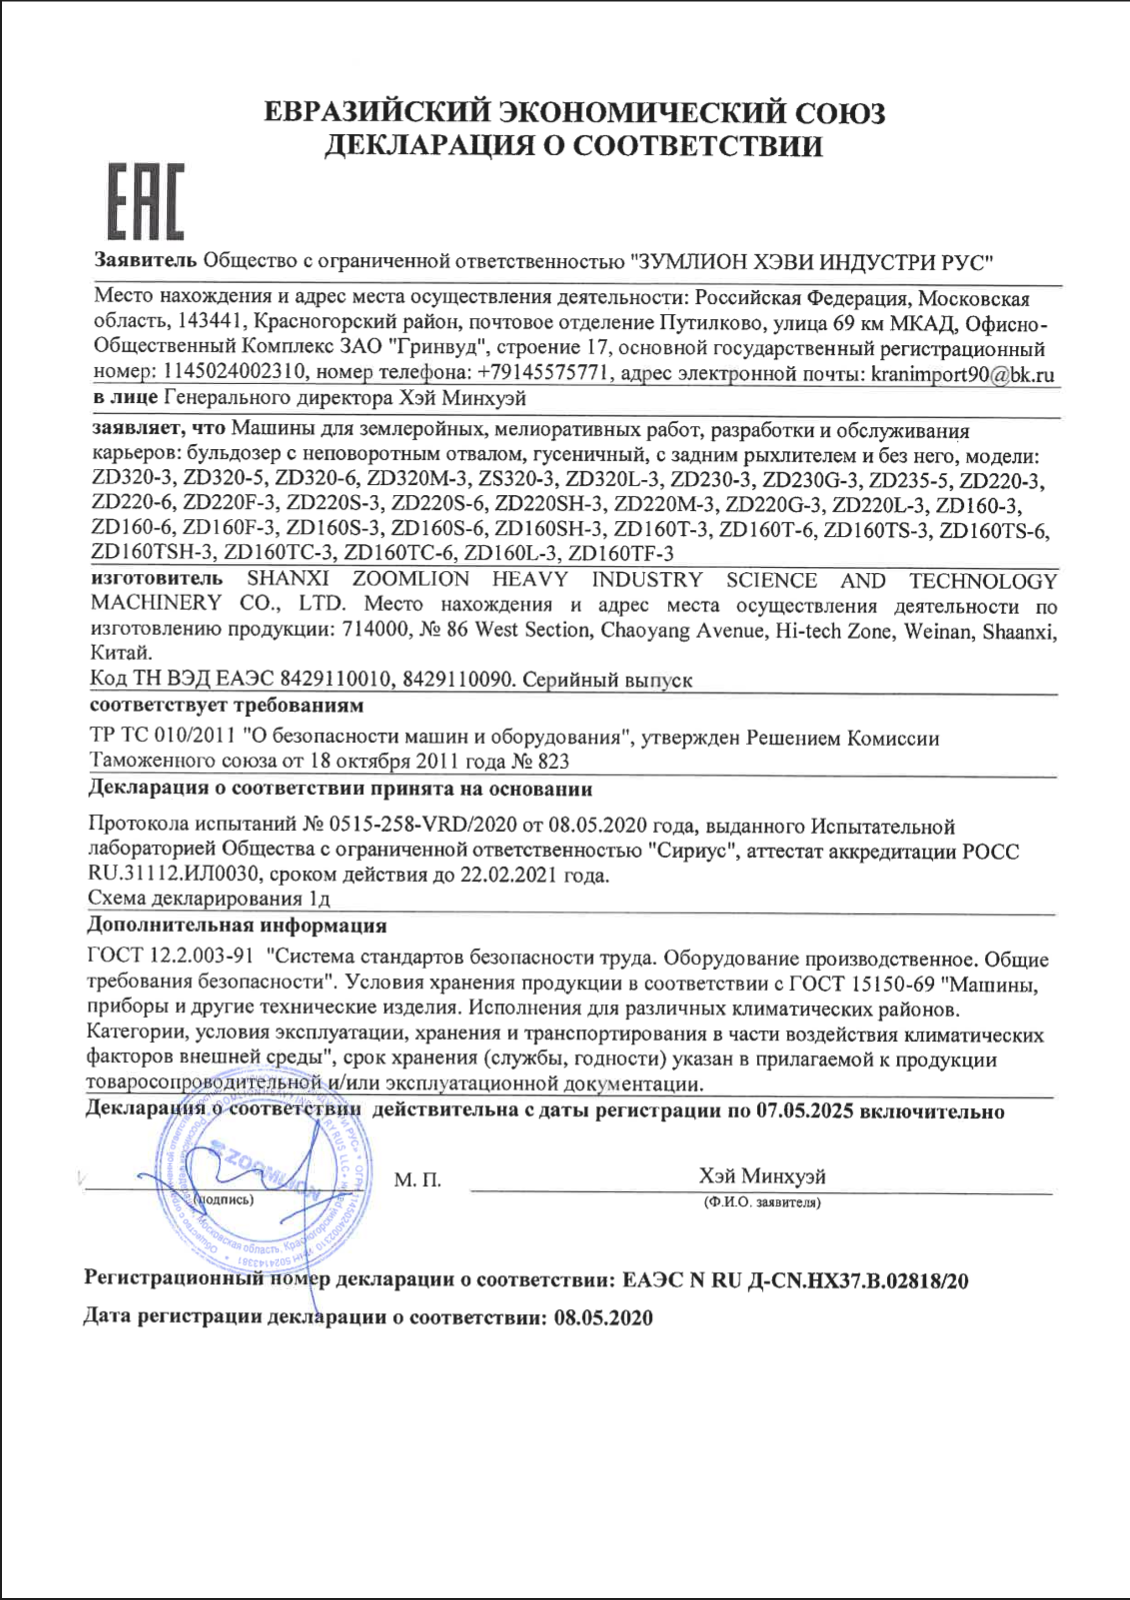 ЕВРАЗИЙСКИЙ ЭКОНОМИЧЕСКИЙ СОЮЗ
ДЕКЛАРАЦИЯ О СООТВЕТСТВИИ
EAC
Заявитель Общество с ограниченной ответственностью "ЗУМЛИОН ХЭВИ ИНДУСТРИ РУС"
Место нахождения и адрес места осуществления деятельности: Российская Федерация, Московская
область, 143441, Красногорский район, почтовое отделение Путилково, улица 69 км МКАД, Офисно-
Общественный Комплекс ЗАО "Гринвуд", строение 17, основной государственный регистрационный
номер: 1145024002310, номер телефона: +79145575771, адрес электронной почты: kranimport90@bk.ru
в лице Генерального директора Хэй Минхуэй
заявляет, что Машины для землеройных, мелиоративных работ, разработки и обслуживания
карьеров: бульдозер с неповоротным отвалом, гусеничный, с задним рыхлителем и без него, модели:
ZD320-3, ZD320-5, ZD320-6, ZD320M-3, ZS320-3, ZD320L-3, ZD230-3, ZD230G-3, ZD235-5, ZD220-3,
ZD220-6, ZD220F-3, ZD220S-3, ZD220S-6, ZD220SH-3, ZD220M-3, ZD220G-3, ZD220L-3, ZD160-3,
ZD160-6, ZD160F-3, ZD160S-3, ZD160S-6, ZD160SH-3, ZD160T-3, ZD160T-6, ZD160TS-3, ZD160TS-6,
ZD160TSH-3, ZD160TC-3, ZD160TC-6, ZD160L-3, ZD160TF-3
изготовитель SHANXI ZOOMLION HEAVY INDUSTRY SCIENCE AND TECHNOLOGY
MACHINERY CO., LTD. Место нахождения и адрес места осуществления деятельности по
изготовлению продукции: 714000, № 86 West Section, Chaoyang Avenue, Hi-tech Zone, Weinan, Shaanxi,
Китай.
Код ТН ВЭД ЕАЭС 8429110010, 8429110090. Серийный выпуск
соответствует требованиям
ТР ТС 010/2011 "О безопасности машин и оборудования", утвержден Решением Комиссии
Таможенного союза от 18 октября 2011 года № 823
Декларация о соответствии принята на основании
Протокола испытаний № 0515-258-VRD/2020 от 08.05.2020 года, выданного Испытательной
лабораторией Общества с ограниченной ответственностью "Сириус", аттестат аккредитации РОСС
RU.31112.ИЛ0030, сроком действия до 22.02.2021 года.
Схема декларирования 1д
Дополнительная информация
ГОСТ 12.2.003-91 "Система стандартов безопасности труда. Оборудование производственное. Общие
требования безопасности". Условия хранения продукции в соответствии с ГОСТ 15150-69 "Машины,
приборы и другие технические изделия. Исполнения для различных климатических районов.
Категории, условия эксплуатации, хранения и транспортирования в части воздействия климатических
факторов внешней среды", срок хранения (службы, годности) указан в прилагаемой к продукции
товаросопроводительной и/или эксплуатационной документации.
Декларация о соответствии действительна с даты регистрации по 07.05.2025 включительно
ZOOMLION
М. П.
Хэй Минхуэй
(подпись)
(Ф.И.О. заявителя)
Регистрационный номер декларации о соответствии: ЕАЭС N RU Д-CN.НХ37.В.02818/20
Дата регистрации декларации о соответствии: 08.05.2020